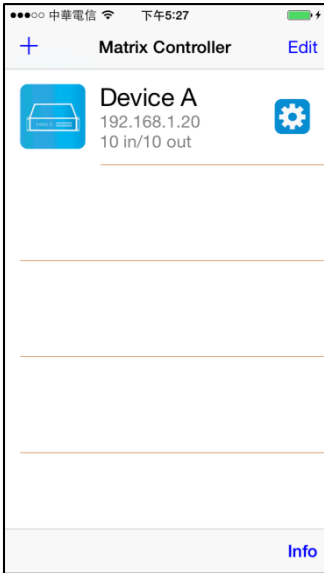 中華電信 下午5:27
+ Matrix Controller Edit
Device A
192.168.1.20
10 in/10 out
Info